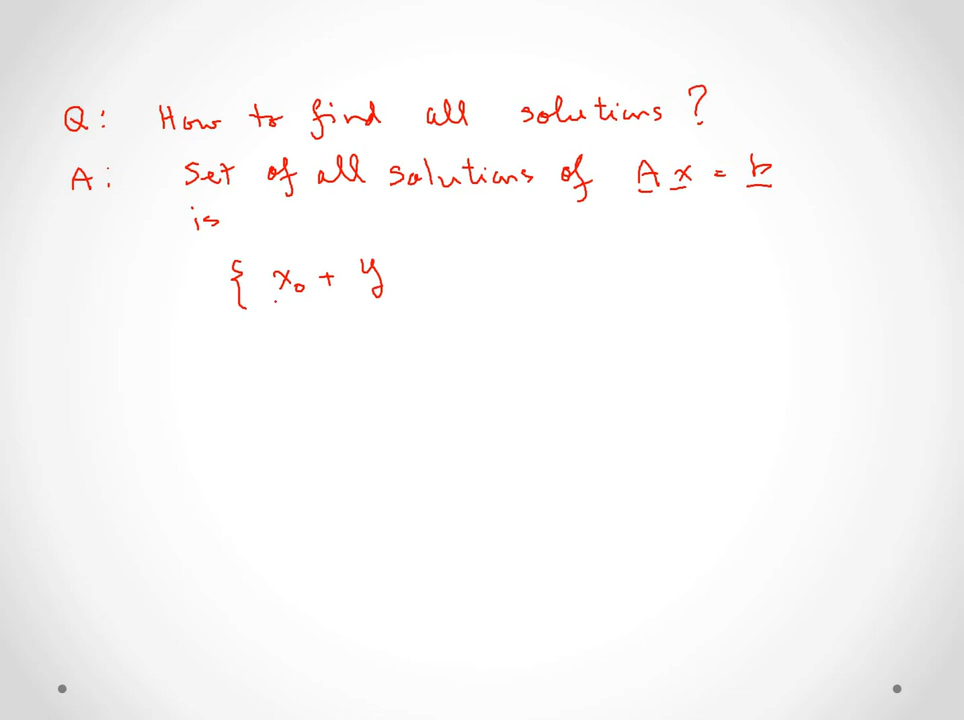 Q: How to find all solutions ?
A: Set of all solutions of A x = b
is
{ x₀ + y